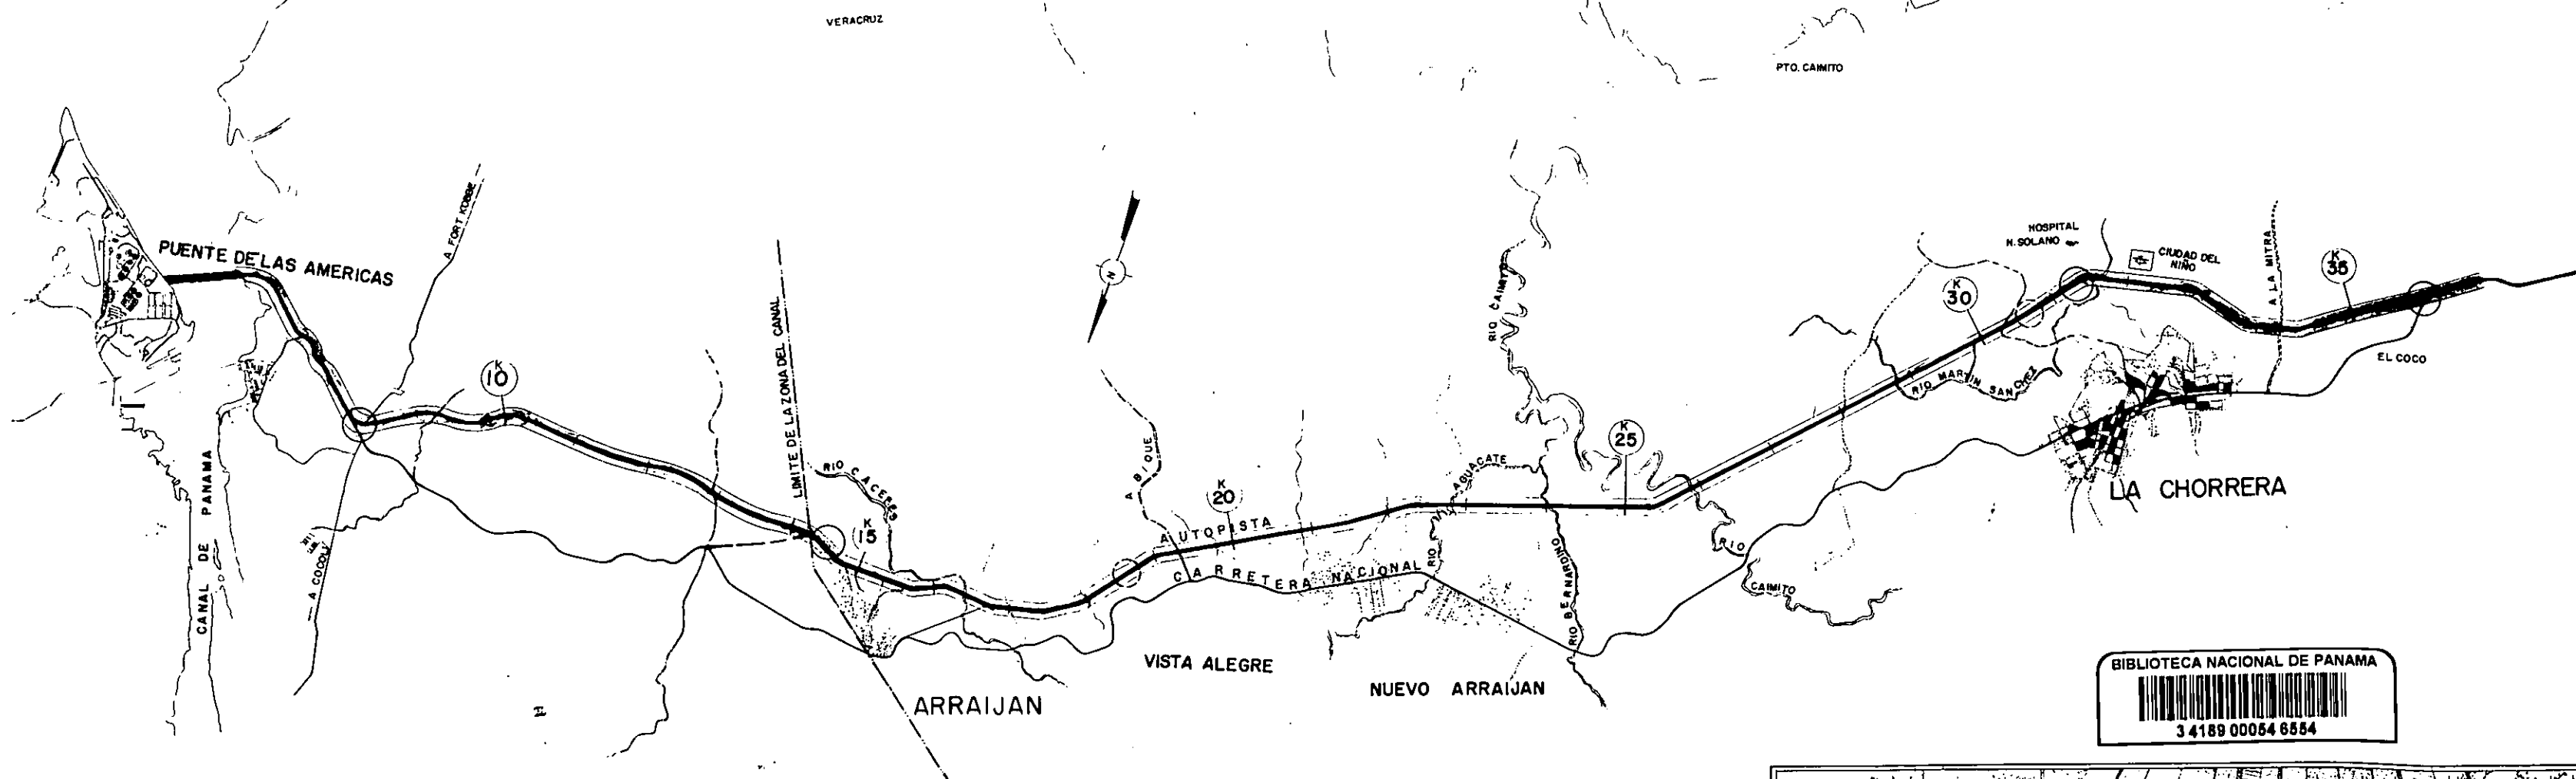 VERACRUZ
PTO. CAIMITO
PUENTE DE LAS AMERICAS
A FORT KOBBE
HOSPITAL
N. SOLANO
CIUDAD DEL
NIÑO
A LA MITRA
K
35
K
30
RIO CAIMITO
N
LIMITE DE LA ZONA DEL CANAL
K
10
EL COCO
RIO MARTIN SANCHEZ
K
25
A BIQUE
RIO AGUACATE
RIO CACERES
K
20
K
15
AUTOPISTA
CARRETERA NACIONAL
LA CHORRERA
CANAL DE PANAMA
A COCOLI
RIO BERNARDINO
RIO
CAIMITO
VISTA ALEGRE
NUEVO ARRAIJAN
ARRAIJAN
BIBLIOTECA NACIONAL DE PANAMA
3 4189 00054 6554